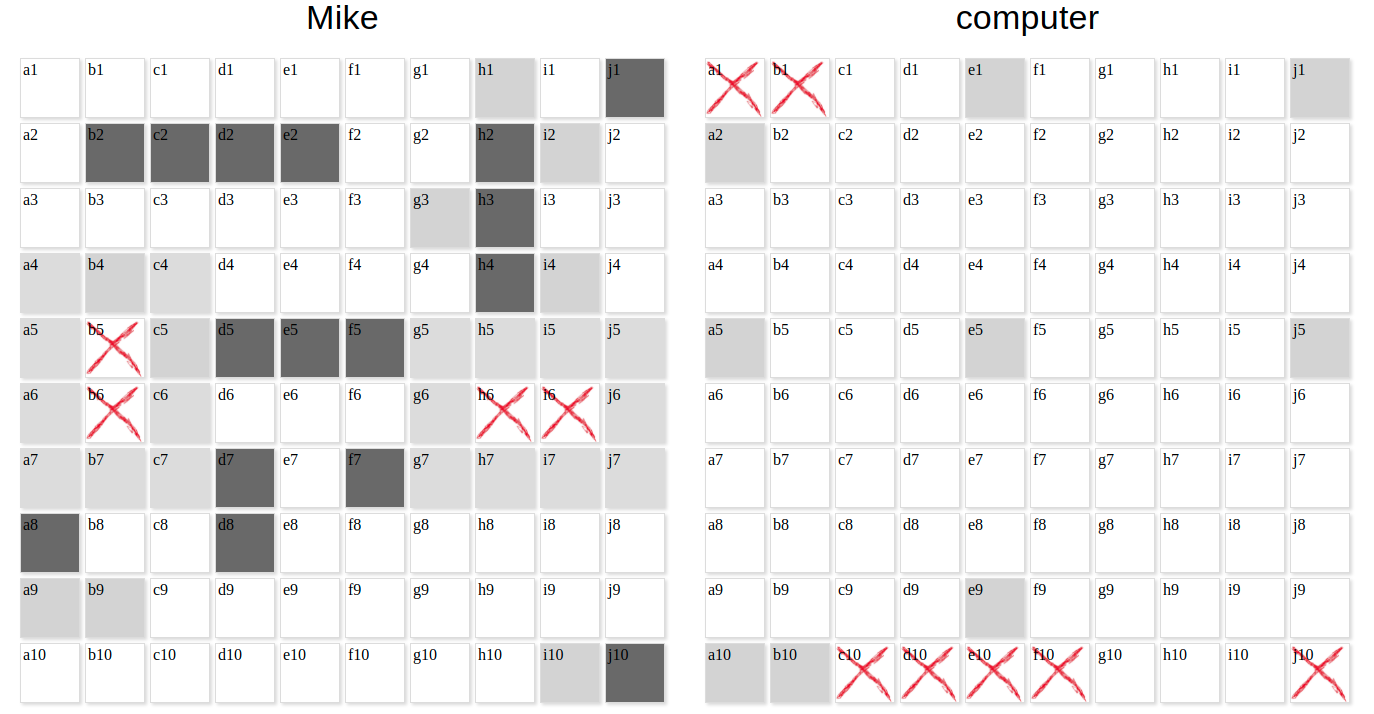 Mike computer
a1 b1 c1 d1 e1 f1 g1 h1 i1 j1 a1 b1 c1 d1 e1 f1 g1 h1 i1 j1
a2 b2 c2 d2 e2 f2 g2 h2 i2 j2 a2 b2 c2 d2 e2 f2 g2 h2 i2 j2
a3 b3 c3 d3 e3 f3 g3 h3 i3 j3 a3 b3 c3 d3 e3 f3 g3 h3 i3 j3
a4 b4 c4 d4 e4 f4 g4 h4 i4 j4 a4 b4 c4 d4 e4 f4 g4 h4 i4 j4
a5 b5 c5 d5 e5 f5 g5 h5 i5 j5 a5 b5 c5 d5 e5 f5 g5 h5 i5 j5
a6 b6 c6 d6 e6 f6 g6 h6 i6 j6 a6 b6 c6 d6 e6 f6 g6 h6 i6 j6
a7 b7 c7 d7 e7 f7 g7 h7 i7 j7 a7 b7 c7 d7 e7 f7 g7 h7 i7 j7
a8 b8 c8 d8 e8 f8 g8 h8 i8 j8 a8 b8 c8 d8 e8 f8 g8 h8 i8 j8
a9 b9 c9 d9 e9 f9 g9 h9 i9 j9 a9 b9 c9 d9 e9 f9 g9 h9 i9 j9
a10 b10 c10 d10 e10 f10 g10 h10 i10 j10 a10 b10 c10 d10 e10 f10 g10 h10 i10 j10